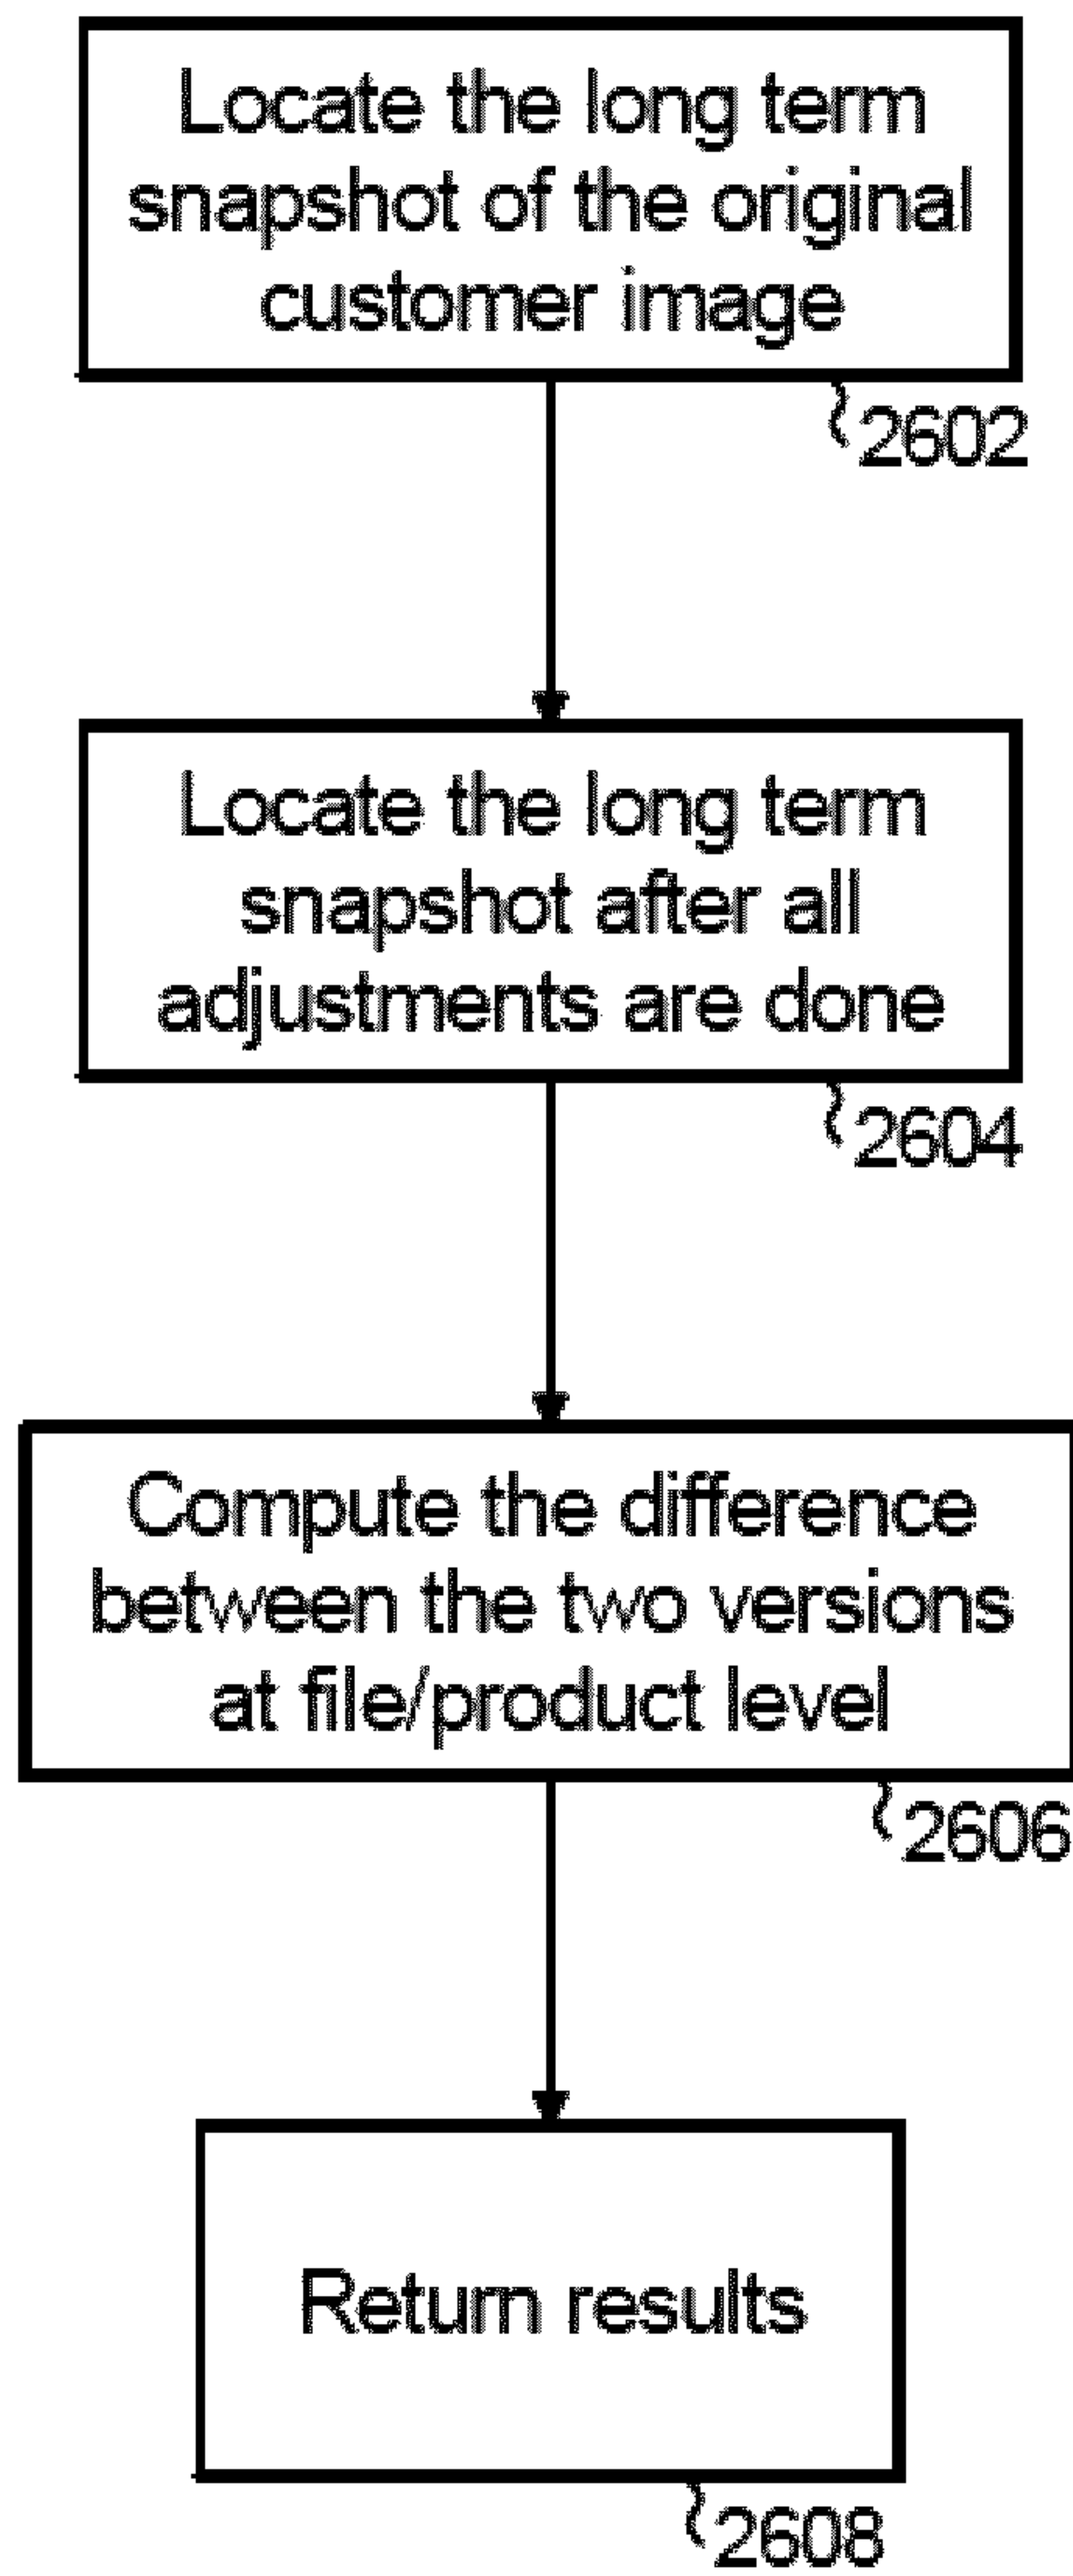 Locate the long term
snapshot of the original
customer image
2602
Locate the long term
snapshot after all
adjustments are done
2604
Compute the difference
between the two versions
at file/product level
2606
Return results
2608